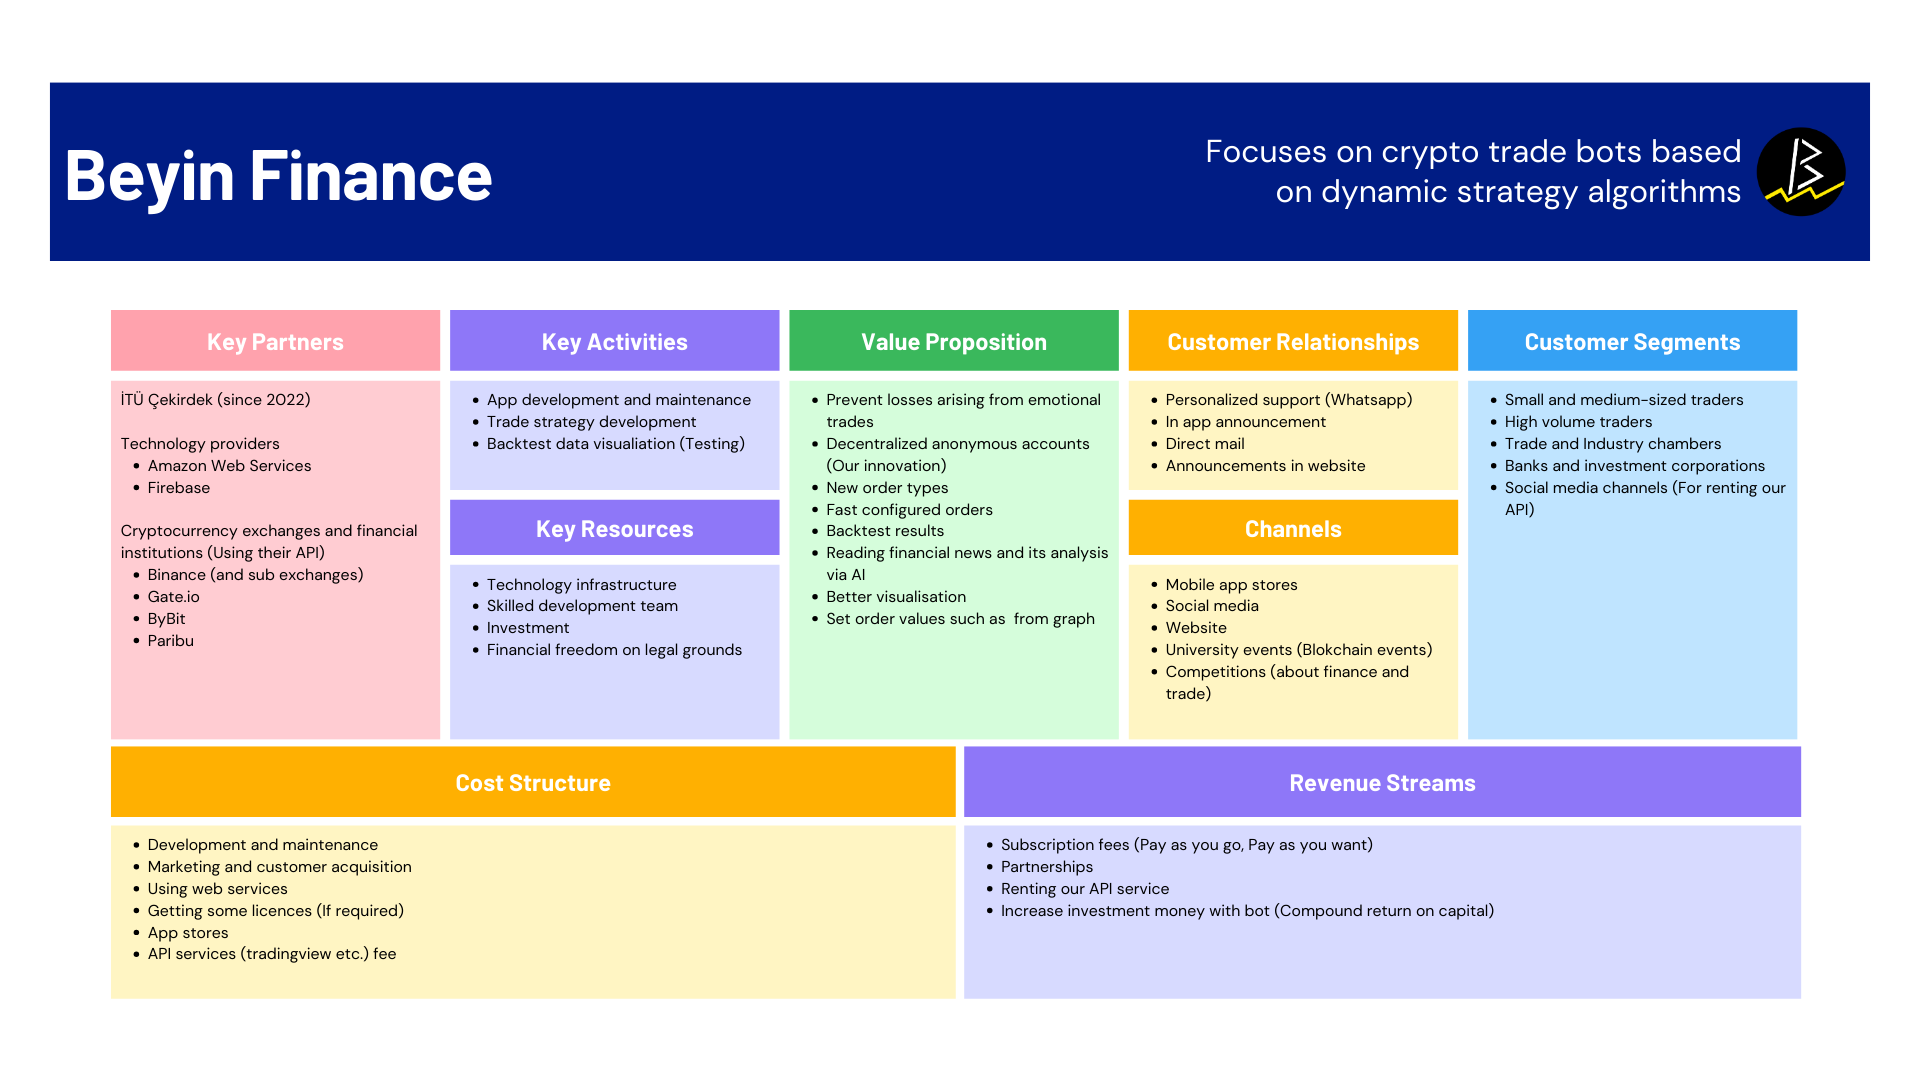 Beyin Finance
Focuses on crypto trade bots based
on dynamic strategy algorithms
Key Partners
İTÜ Çekirdek (since 2022)
Technology providers
Amazon Web Services
Firebase
Cryptocurrency exchanges and financial
institutions (Using their API)
Binance (and sub exchanges)
Gate.io
ByBit
Paribu
Key Activities
App development and maintenance
Trade strategy development
Backtest data visualiation (Testing)
Key Resources
Technology infrastructure
Skilled development team
Investment
Financial freedom on legal grounds
Value Proposition
Prevent losses arising from emotional
trades
Decentralized anonymous accounts
(Our innovation)
New order types
Fast configured orders
Backtest results
Reading financial news and its analysis
via AI
Better visualisation
Set order values such as  from graph
Customer Relationships
Personalized support (Whatsapp)
In app announcement
Direct mail
Announcements in website
Channels
Mobile app stores
Social media
Website
University events (Blokchain events)
Competitions (about finance and
trade)
Customer Segments
Small and medium-sized traders
High volume traders
Trade and Industry chambers
Banks and investment corporations
Social media channels (For renting our
API)
Cost Structure
Development and maintenance
Marketing and customer acquisition
Using web services
Getting some licences (If required)
App stores
API services (tradingview etc.) fee
Revenue Streams
Subscription fees (Pay as you go, Pay as you want)
Partnerships
Renting our API service
Increase investment money with bot (Compound return on capital)